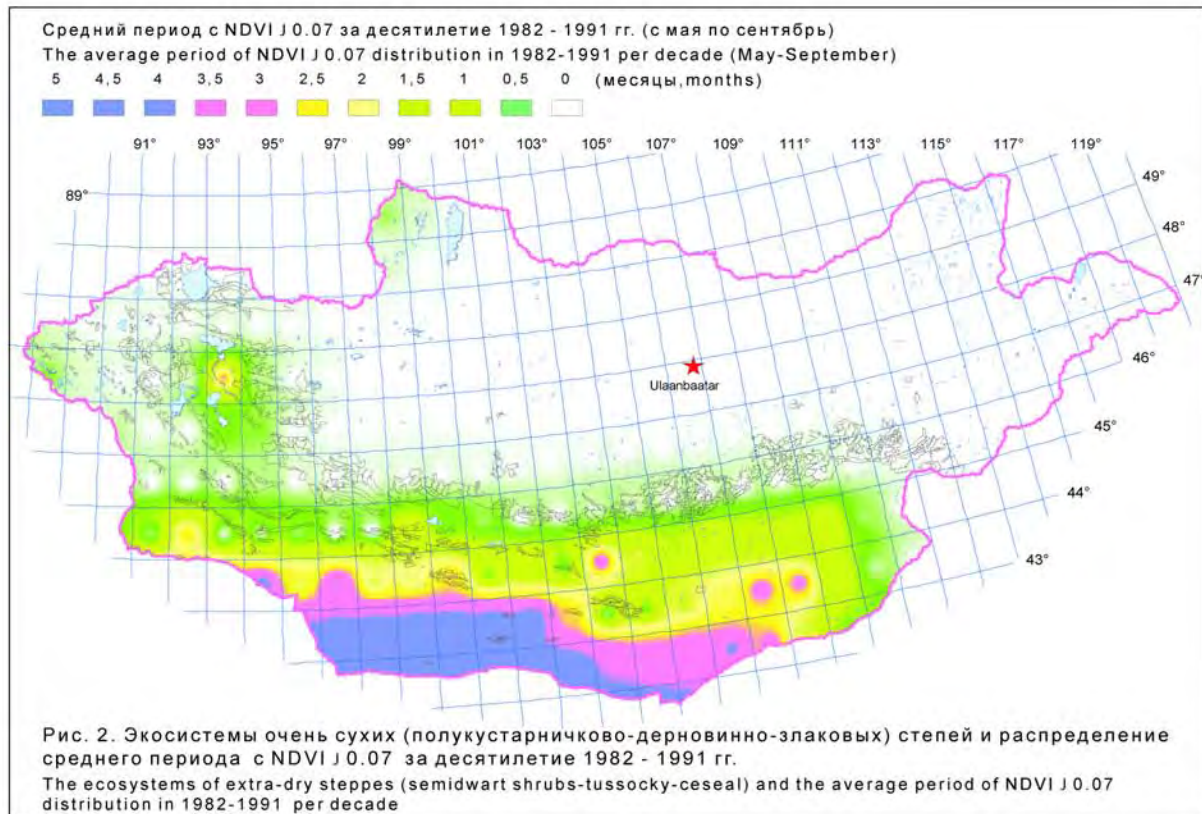 Средний период с NDVI J 0.07 за десятилетие 1982 - 1991 гг. (с мая по сентябрь)
The average period of NDVI J 0.07 distribution in 1982-1991 per decade (May-September)
5 4,5 4 3,5 3 2,5 2 1,5 1 0,5 0 (месяцы,months)
91° 93° 95° 97° 99° 101° 103° 105° 107° 109° 111° 113° 115° 117° 119°
89°
49°
48°
47°
46°
Ulaanbaatar
45°
44°
43°
Рис. 2. Экосистемы очень сухих (полукустарничково-дерновинно-злаковых) степей и распределение
среднего периода с NDVI J 0.07 за десятилетие 1982 - 1991 гг.
The ecosystems of extra-dry steppes (semidwart shrubs-tussocky-ceseal) and the average period of NDVI J 0.07
distribution in 1982-1991 per decade